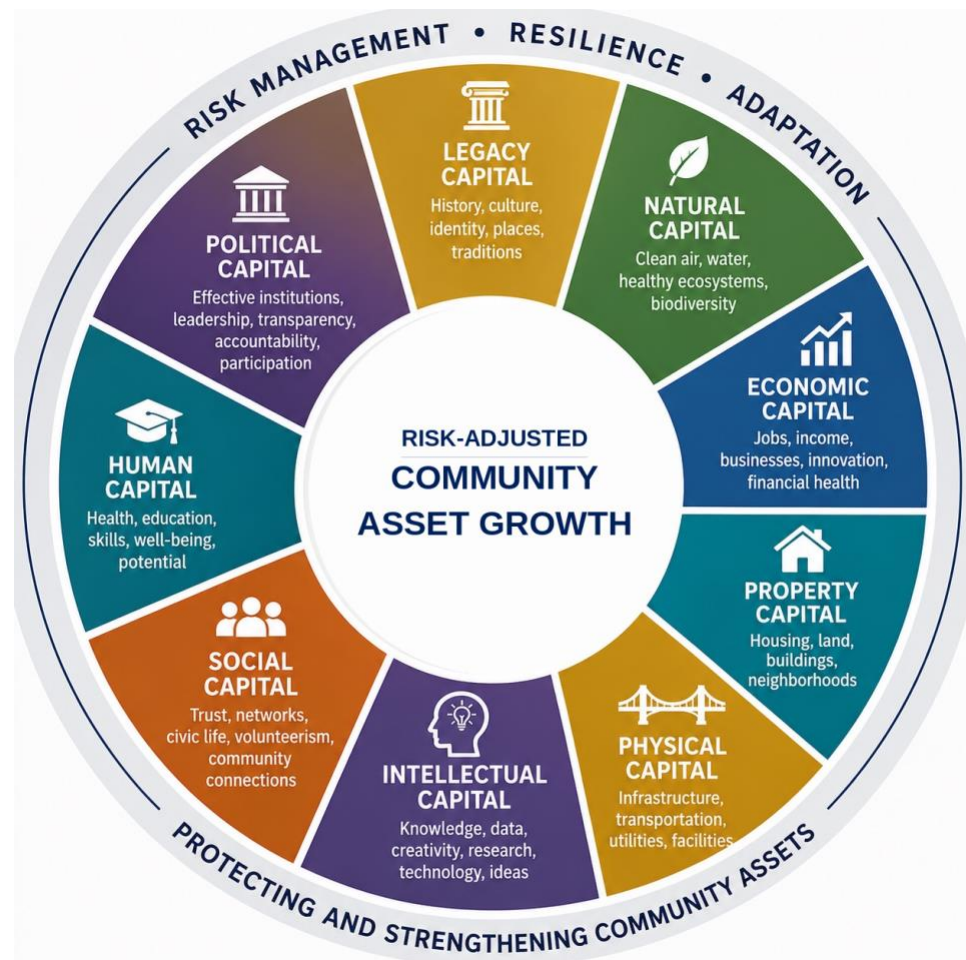 RISK MANAGEMENT • RESILIENCE • ADAPTATION
LEGACY
CAPITAL
History, culture,
identity, places,
traditions
NATURAL
CAPITAL
Clean air, water,
healthy ecosystems,
biodiversity
ECONOMIC
CAPITAL
Jobs, income,
businesses, innovation,
financial health
PROPERTY
CAPITAL
Housing, land,
buildings,
neighborhoods
PHYSICAL
CAPITAL
Infrastructure,
transportation,
utilities, facilities
INTELLECTUAL
CAPITAL
Knowledge, data,
creativity, research,
technology, ideas
SOCIAL
CAPITAL
Trust, networks,
civic life, volunteerism,
community
connections
HUMAN
CAPITAL
Health, education,
skills, well-being,
potential
POLITICAL
CAPITAL
Effective institutions,
leadership, transparency,
accountability,
participation
RISK-ADJUSTED
COMMUNITY
ASSET GROWTH
PROTECTING AND STRENGTHENING COMMUNITY ASSETS